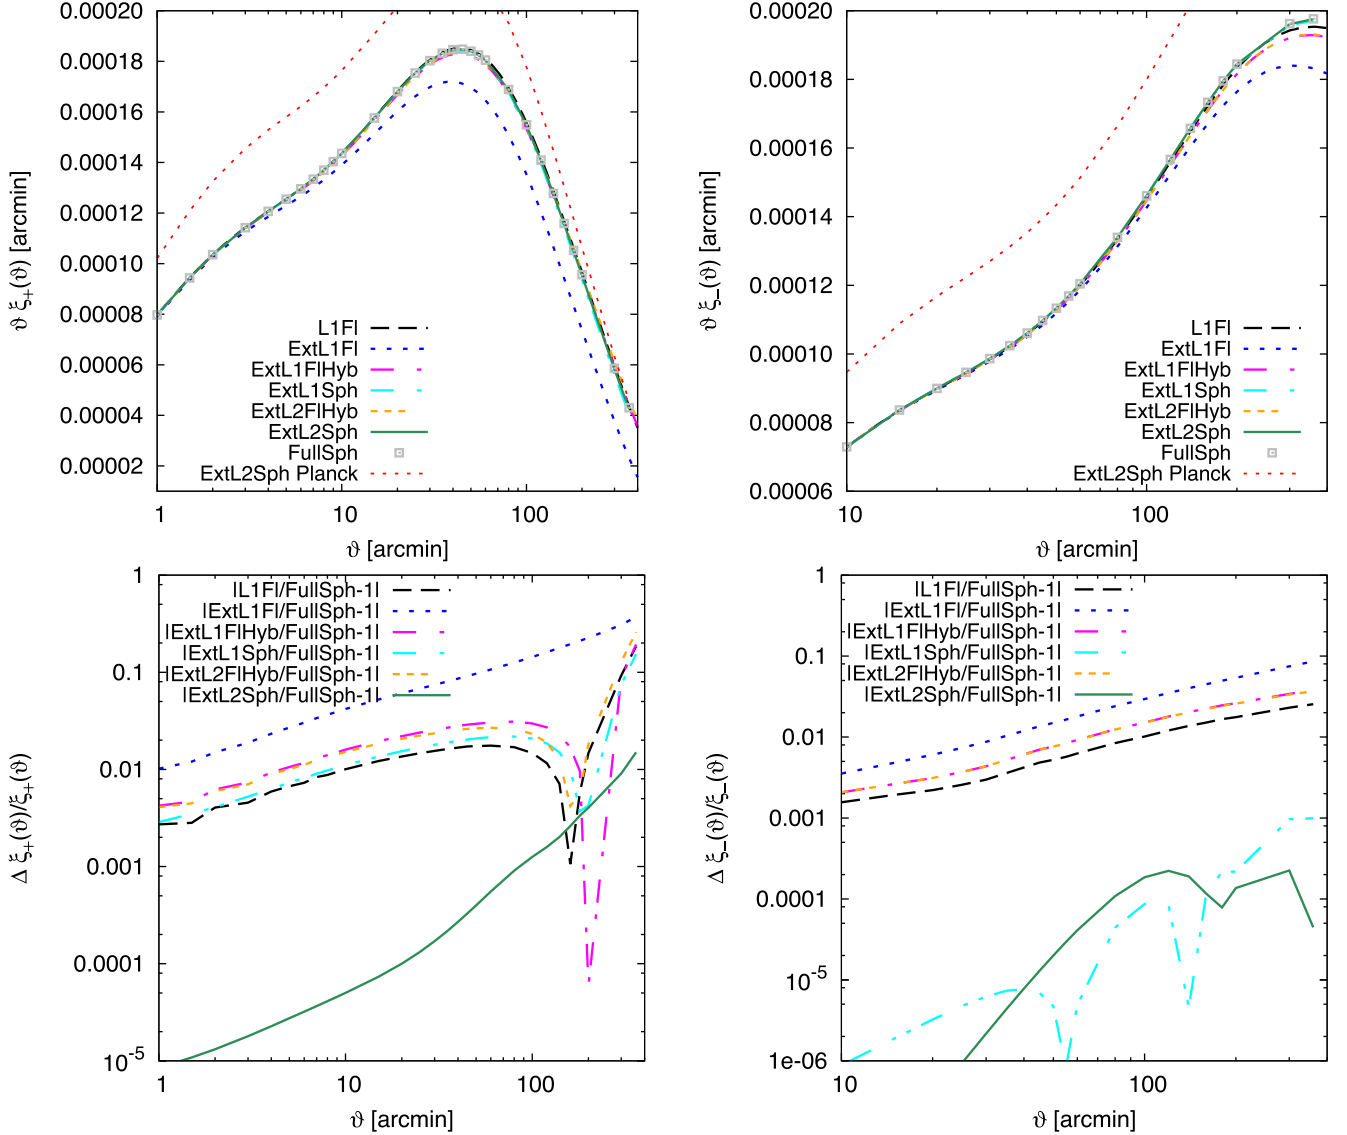 0.00020
0.00018
0.00016
0.00014
0.00012
0.00010
0.00008
0.00006
0.00004
0.00002
ϑ ξ+(ϑ) [arcmin]
L1Fl
ExtL1Fl
ExtL1FlHyb
ExtL1Sph
ExtL2FlHyb
ExtL2Sph
FullSph
ExtL2Sph Planck
1 10 100
ϑ [arcmin]
0.00020
0.00018
0.00016
0.00014
0.00012
0.00010
0.00008
0.00006
ϑ ξ−(ϑ) [arcmin]
L1Fl
ExtL1Fl
ExtL1FlHyb
ExtL1Sph
ExtL2FlHyb
ExtL2Sph
FullSph
ExtL2Sph Planck
10 100
ϑ [arcmin]
1
0.1
0.01
0.001
0.0001
10^-5
Δ ξ+(ϑ)/ξ+(ϑ)
|L1Fl/FullSph-1|
|ExtL1Fl/FullSph-1|
|ExtL1FlHyb/FullSph-1|
|ExtL1Sph/FullSph-1|
|ExtL2FlHyb/FullSph-1|
|ExtL2Sph/FullSph-1|
1 10 100
ϑ [arcmin]
1
0.1
0.01
0.001
0.0001
10^-5
1e-06
Δ ξ−(ϑ)/ξ−(ϑ)
|L1Fl/FullSph-1|
|ExtL1Fl/FullSph-1|
|ExtL1FlHyb/FullSph-1|
|ExtL1Sph/FullSph-1|
|ExtL2FlHyb/FullSph-1|
|ExtL2Sph/FullSph-1|
10 100
ϑ [arcmin]